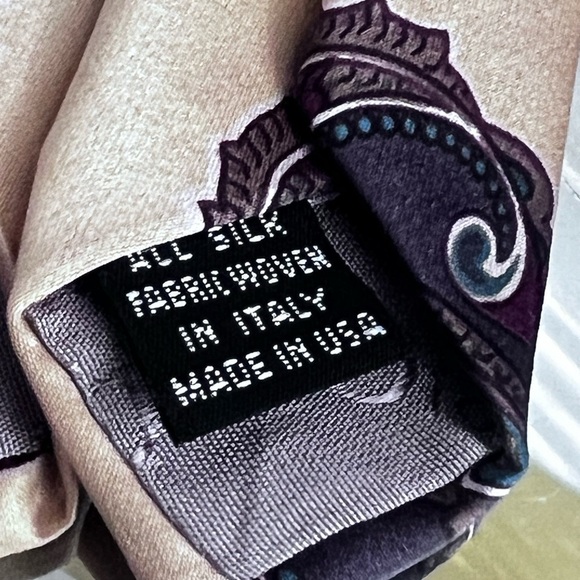 ALL SILK
FABRIC WOVEN
IN ITALY
MADE IN USA